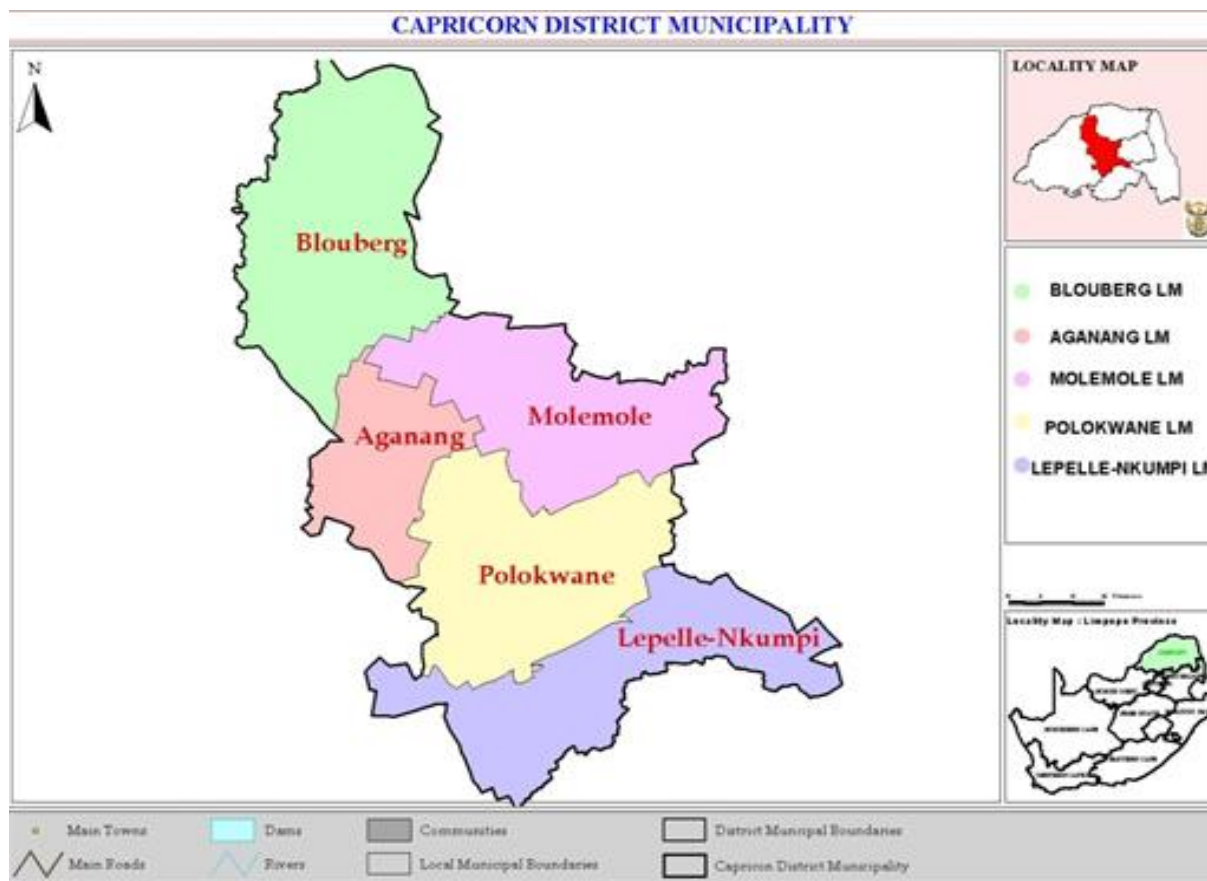 CAPRICORN DISTRICT MUNICIPALITY
N
Blouberg
Molemole
Aganang
Polokwane
Lepelle-Nkumpi
LOCALITY MAP
BLOUBERG LM
AGANANG LM
MOLEMOLE LM
POLOKWANE LM
LEPELLE-NKUMPI LM
Locality Map : Limpopo Province
Main Towns
Dams
Communities
District Municipal Boundaries
Main Roads
Rivers
Local Municipal Boundaries
Capricon District Municipality